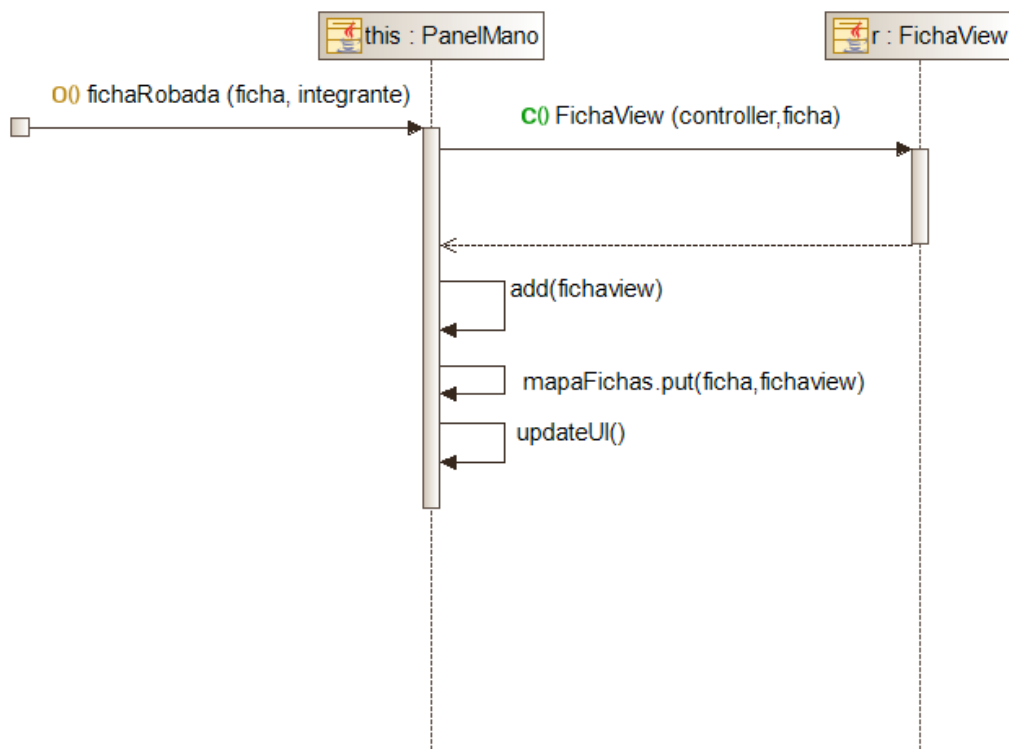 this : PanelMano
r : FichaView
O() fichaRobada (ficha, integrante)
C() FichaView (controller,ficha)
add(fichaview)
mapaFichas.put(ficha,fichaview)
updateUI()